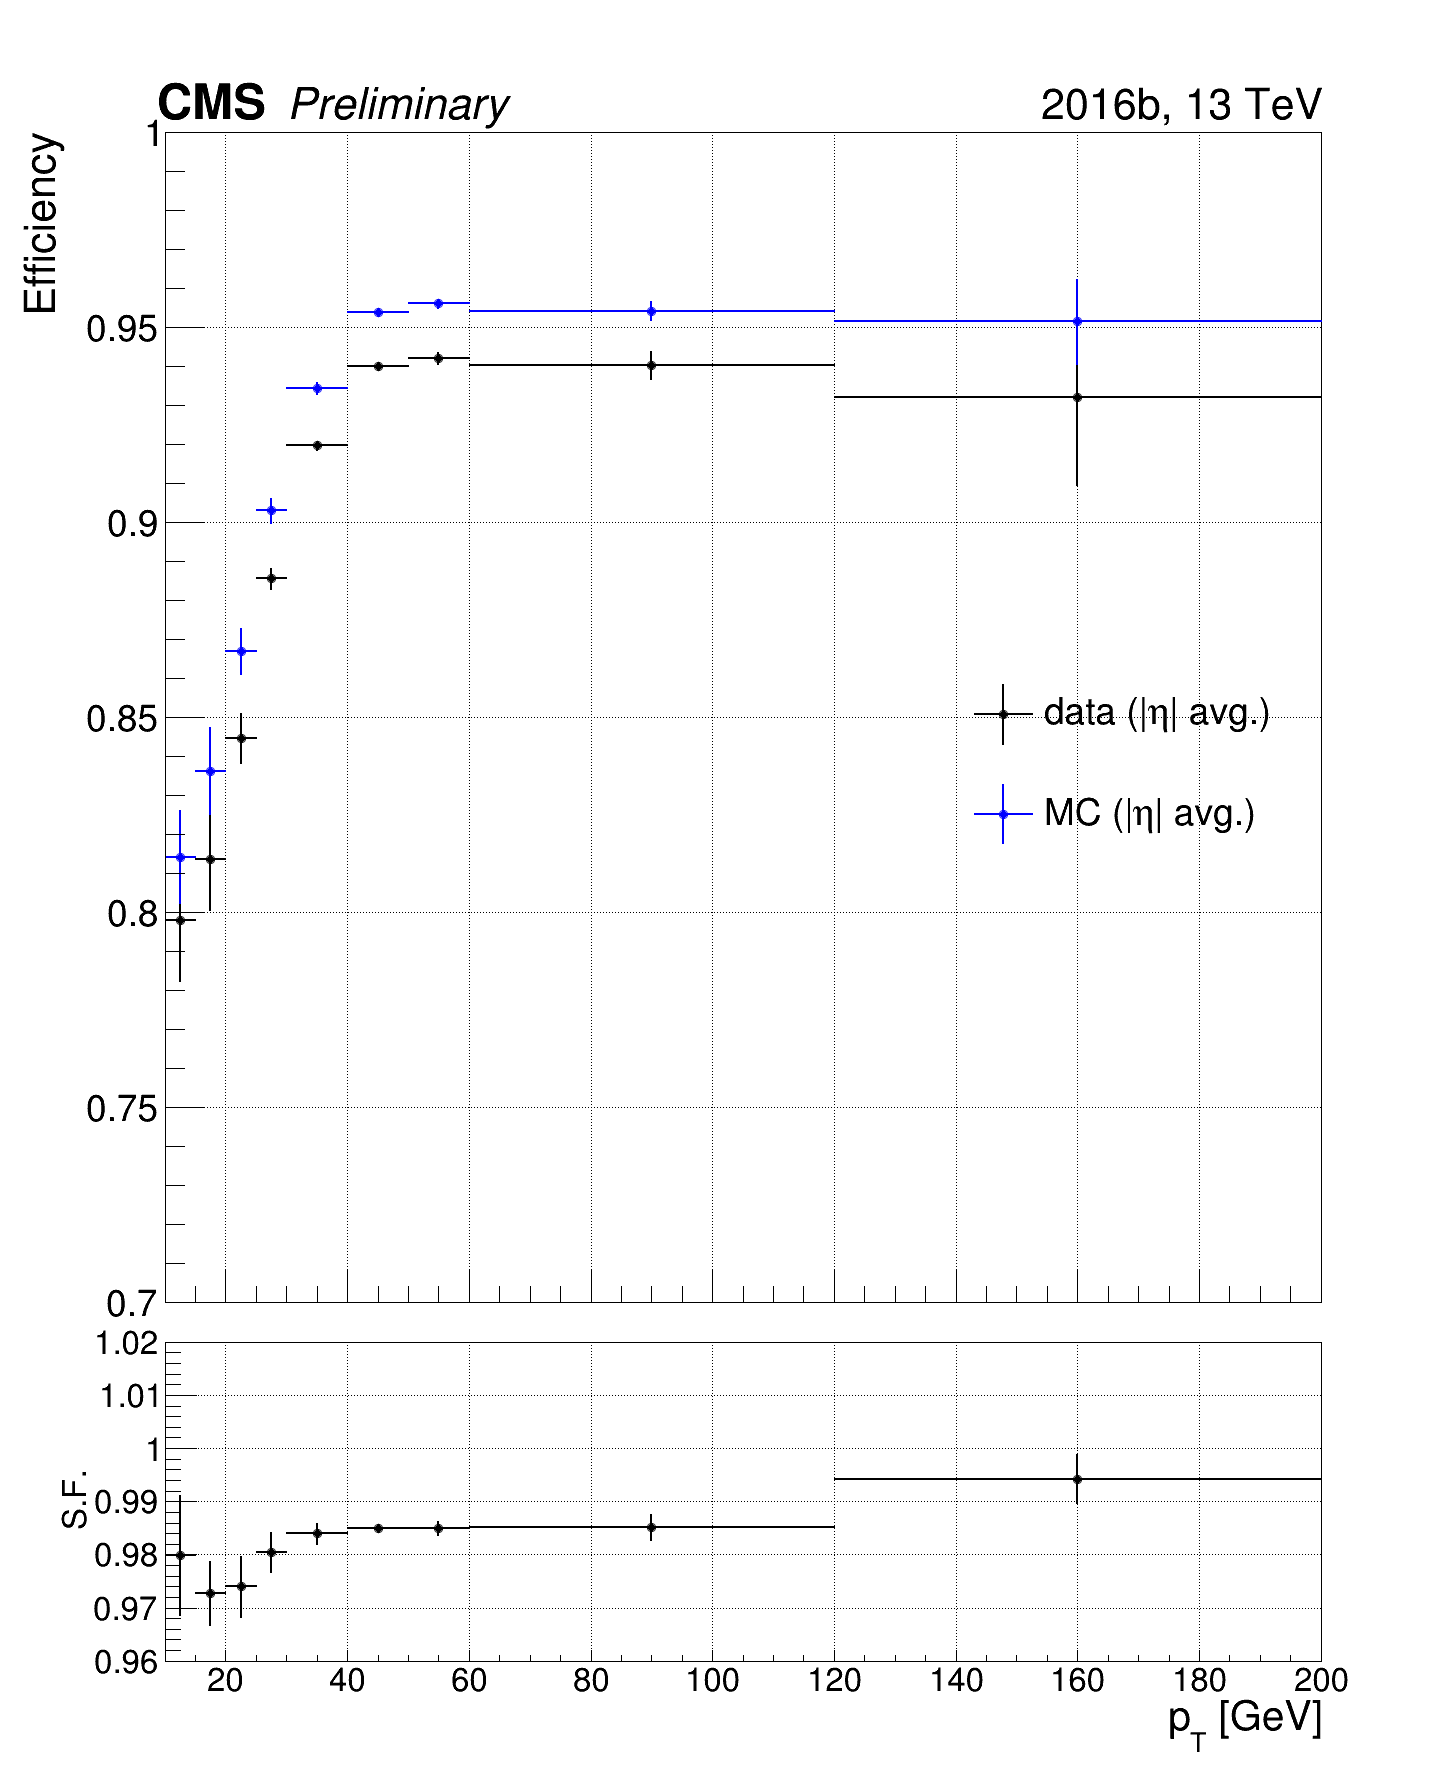 CMS Preliminary 2016b, 13 TeV
Efficiency
1
0.95
0.9
0.85
0.8
0.75
0.7
data (|η| avg.)
MC (|η| avg.)
S.F.
1.02
1.01
1
0.99
0.98
0.97
0.96
20 40 60 80 100 120 140 160 180 200
p_T [GeV]